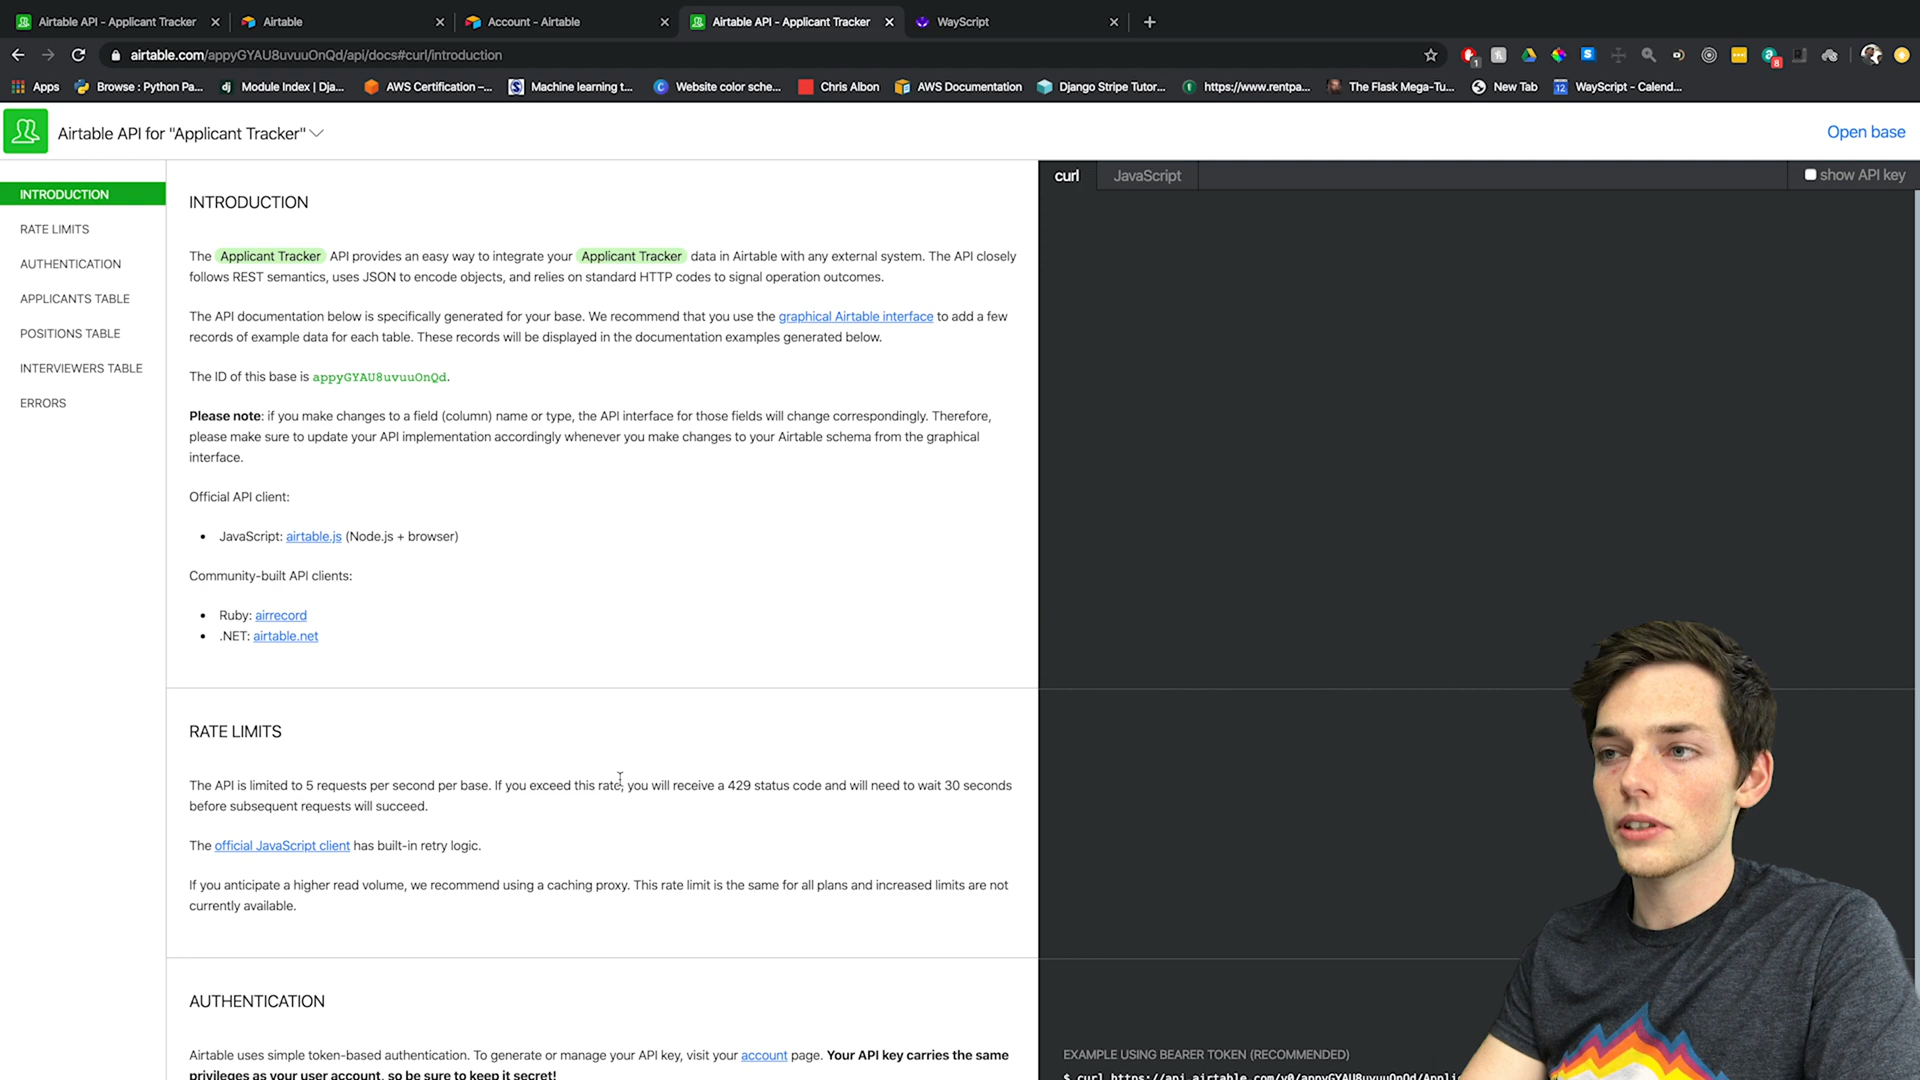 Airtable API - Applicant Tracker
Airtable
Account - Airtable
Airtable API - Applicant Tracker
WayScript
airtable.com/appyGYAU8uvuuOnQd/api/docs#curl/introduction
Apps
Browse : Python Pa...
Module Index | Dja...
AWS Certification –...
Machine learning t...
Website color sche...
Chris Albon
AWS Documentation
Django Stripe Tutor...
https://www.rentpa...
The Flask Mega-Tu...
New Tab
WayScript - Calend...
Airtable API for "Applicant Tracker"
Open base
INTRODUCTION
RATE LIMITS
AUTHENTICATION
APPLICANTS TABLE
POSITIONS TABLE
INTERVIEWERS TABLE
ERRORS
curl
JavaScript
show API key
INTRODUCTION
The Applicant Tracker API provides an easy way to integrate your Applicant Tracker data in Airtable with any external system. The API closely
follows REST semantics, uses JSON to encode objects, and relies on standard HTTP codes to signal operation outcomes.
The API documentation below is specifically generated for your base. We recommend that you use the graphical Airtable interface to add a few
records of example data for each table. These records will be displayed in the documentation examples generated below.
The ID of this base is appyGYAU8uvuuOnQd.
Please note: if you make changes to a field (column) name or type, the API interface for those fields will change correspondingly. Therefore,
please make sure to update your API implementation accordingly whenever you make changes to your Airtable schema from the graphical
interface.
Official API client:
JavaScript: airtable.js (Node.js + browser)
Community-built API clients:
Ruby: airrecord
.NET: airtable.net
RATE LIMITS
The API is limited to 5 requests per second per base. If you exceed this rate, you will receive a 429 status code and will need to wait 30 seconds
before subsequent requests will succeed.
The official JavaScript client has built-in retry logic.
If you anticipate a higher read volume, we recommend using a caching proxy. This rate limit is the same for all plans and increased limits are not
currently available.
AUTHENTICATION
Airtable uses simple token-based authentication. To generate or manage your API key, visit your account page. Your API key carries the same
privileges as your user account, so be sure to keep it secret!
EXAMPLE USING BEARER TOKEN (RECOMMENDED)
$ curl https://api.airtable.com/v0/appyGYAU8uvuuOnQd/Appli